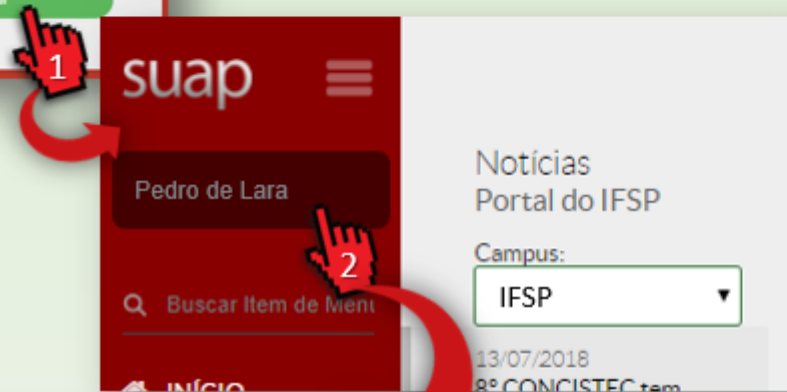 1
suap
Pedro de Lara
2
Buscar Item de Menu
INÍCIO
Notícias
Portal do IFSP
Campus:
IFSP
13/07/2018
8º CONCISTEC tem